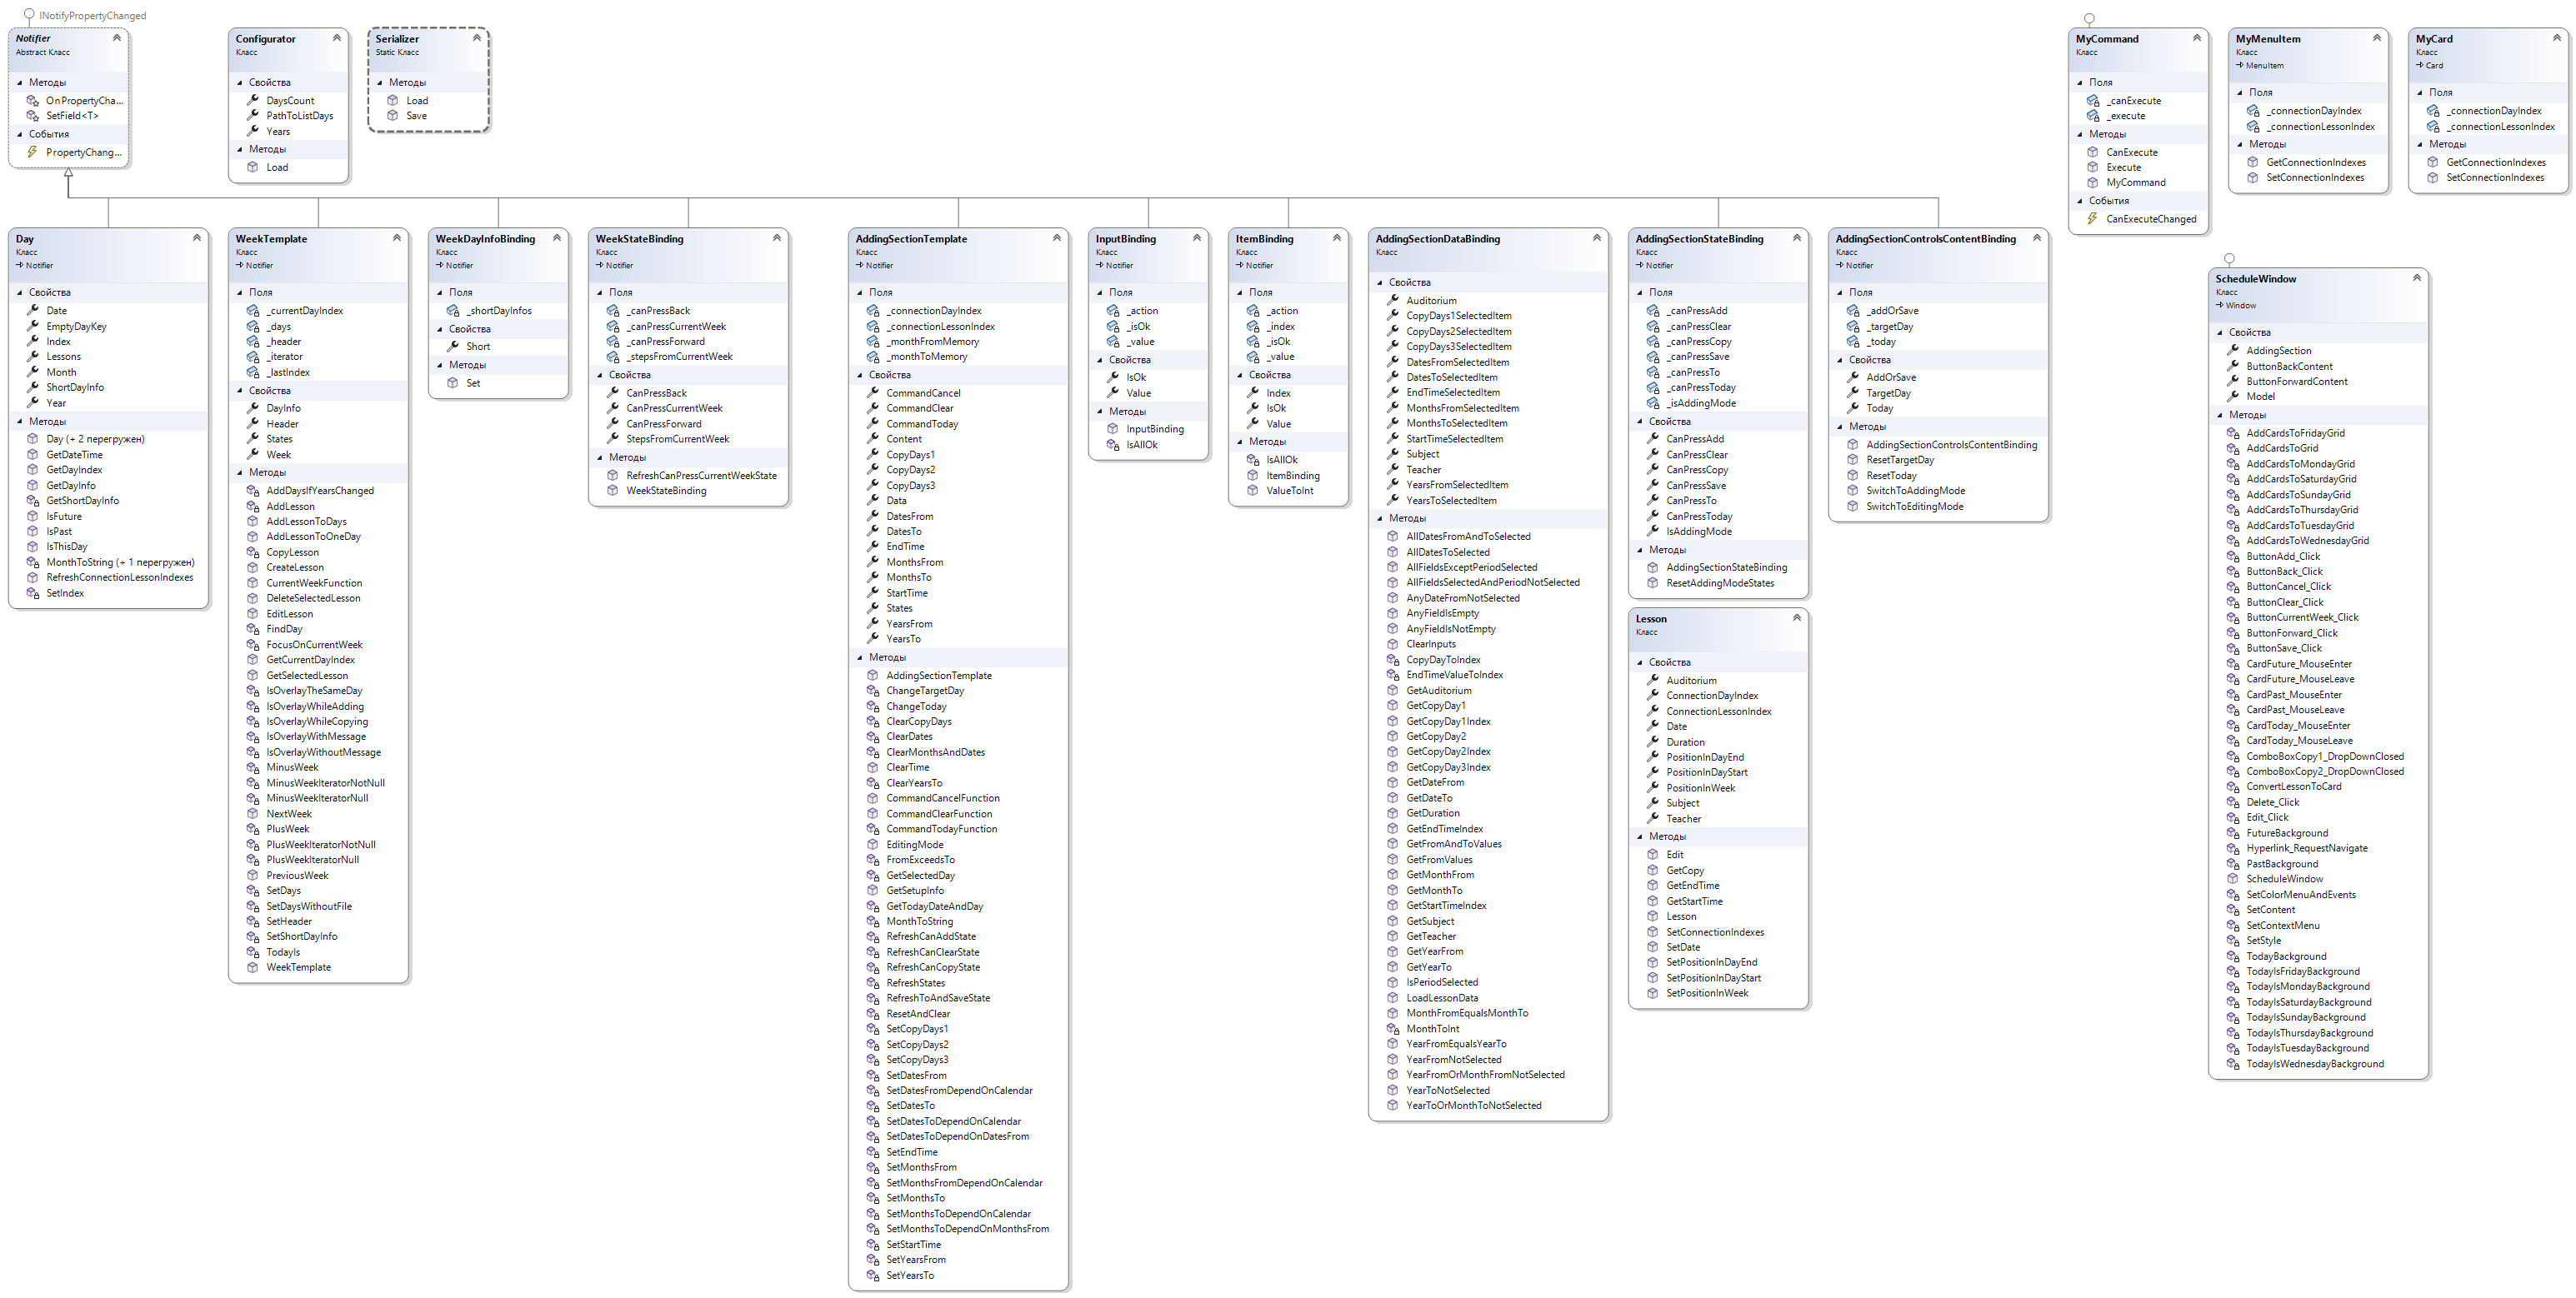 INotifyPropertyChanged
Notifier
Abstract Класс
Методы
OnPropertyCha...
SetField<T>
События
PropertyChang...
Configurator
Класс
Свойства
DaysCount
PathToListDays
Years
Методы
Load
Serializer
Static Класс
Методы
Load
Save
MyCommand
Класс
Поля
_canExecute
_execute
Методы
CanExecute
Execute
MyCommand
События
CanExecuteChanged
MyMenuItem
Класс
MenuItem
Поля
_connectionDayIndex
_connectionLessonIndex
Методы
GetConnectionIndexes
SetConnectionIndexes
MyCard
Класс
Card
Поля
_connectionDayIndex
_connectionLessonIndex
Методы
GetConnectionIndexes
SetConnectionIndexes
Day
Класс
Notifier
Свойства
Date
EmptyDayKey
Index
Lessons
Month
ShortDayInfo
Year
Методы
Day (+ 2 перегружен)
GetDateTime
GetDayIndex
GetDayInfo
GetShortDayInfo
IsFuture
IsPast
IsThisDay
MonthToString (+ 1 перегружен)
RefreshConnectionLessonIndexes
SetIndex
WeekTemplate
Класс
Notifier
Поля
_currentDayIndex
_days
_header
_iterator
_lastIndex
Свойства
DayInfo
Header
States
Week
Методы
AddDaysIfYearsChanged
AddLesson
AddLessonToDays
AddLessonToOneDay
CopyLesson
CreateLesson
CurrentWeekFunction
DeleteSelectedLesson
EditLesson
FindDay
FocusOnCurrentWeek
GetCurrentDayIndex
GetSelectedLesson
IsOverlayTheSameDay
IsOverlayWhileAdding
IsOverlayWhileCopying
IsOverlayWithMessage
IsOverlayWithoutMessage
MinusWeek
MinusWeekIteratorNotNull
MinusWeekIteratorNull
NextWeek
PlusWeek
PlusWeekIteratorNotNull
PlusWeekIteratorNull
PreviousWeek
SetDays
SetDaysWithoutFile
SetHeader
SetShortDayInfo
TodayIs
WeekTemplate
WeekDayInfoBinding
Класс
Notifier
Поля
_shortDayInfos
Свойства
Short
Методы
Set
WeekStateBinding
Класс
Notifier
Поля
_canPressBack
_canPressCurrentWeek
_canPressForward
_stepsFromCurrentWeek
Свойства
CanPressBack
CanPressCurrentWeek
CanPressForward
StepsFromCurrentWeek
Методы
RefreshCanPressCurrentWeekState
WeekStateBinding
AddingSectionTemplate
Класс
Notifier
Поля
_connectionDayIndex
_connectionLessonIndex
_monthFromMemory
_monthToMemory
Свойства
CommandCancel
CommandClear
CommandToday
Content
CopyDays1
CopyDays2
CopyDays3
Data
DatesFrom
DatesTo
EndTime
MonthsFrom
MonthsTo
StartTime
States
YearsFrom
YearsTo
Методы
AddingSectionTemplate
ChangeTargetDay
ChangeToday
ClearCopyDays
ClearDates
ClearMonthsAndDates
ClearTime
ClearYearsTo
CommandCancelFunction
CommandClearFunction
CommandTodayFunction
EditingMode
FromExceedsTo
GetSelectedDay
GetSetupInfo
GetTodayDateAndDay
MonthToString
RefreshCanAddState
RefreshCanClearState
RefreshCanCopyState
RefreshStates
RefreshToAndSaveState
ResetAndClear
SetCopyDays1
SetCopyDays2
SetCopyDays3
SetDatesFrom
SetDatesFromDependOnCalendar
SetDatesTo
SetDatesToDependOnCalendar
SetDatesToDependOnDatesFrom
SetEndTime
SetMonthsFrom
SetMonthsFromDependOnCalendar
SetMonthsTo
SetMonthsToDependOnCalendar
SetMonthsToDependOnMonthsFrom
SetStartTime
SetYearsFrom
SetYearsTo
InputBinding
Класс
Notifier
Поля
_action
_isOk
_value
Свойства
IsOk
Value
Методы
InputBinding
IsAllOk
ItemBinding
Класс
Notifier
Поля
_action
_index
_isOk
_value
Свойства
Index
IsOk
Value
Методы
IsAllOk
ItemBinding
ValueToInt
AddingSectionDataBinding
Класс
Свойства
Auditorium
CopyDays1SelectedItem
CopyDays2SelectedItem
CopyDays3SelectedItem
DatesFromSelectedItem
DatesToSelectedItem
EndTimeSelectedItem
MonthsFromSelectedItem
MonthsToSelectedItem
StartTimeSelectedItem
Subject
Teacher
YearsFromSelectedItem
YearsToSelectedItem
Методы
AllDatesFromAndToSelected
AllDatesToSelected
AllFieldsExceptPeriodSelected
AllFieldsSelectedAndPeriodNotSelected
AnyDateFromNotSelected
AnyFieldIsEmpty
AnyFieldIsNotEmpty
ClearInputs
CopyDayToIndex
EndTimeValueToIndex
GetAuditorium
GetCopyDay1
GetCopyDay1Index
GetCopyDay2
GetCopyDay2Index
GetCopyDay3Index
GetDateFrom
GetDateTo
GetDuration
GetEndTimeIndex
GetFromAndToValues
GetFromValues
GetMonthFrom
GetMonthTo
GetStartTimeIndex
GetSubject
GetTeacher
GetYearFrom
GetYearTo
IsPeriodSelected
LoadLessonData
MonthFromEqualsMonthTo
MonthToInt
YearFromEqualsYearTo
YearFromNotSelected
YearFromOrMonthFromNotSelected
YearToNotSelected
YearToOrMonthToNotSelected
AddingSectionStateBinding
Класс
Notifier
Поля
_canPressAdd
_canPressClear
_canPressCopy
_canPressSave
_canPressTo
_canPressToday
_isAddingMode
Свойства
CanPressAdd
CanPressClear
CanPressCopy
CanPressSave
CanPressTo
CanPressToday
IsAddingMode
Методы
AddingSectionStateBinding
ResetAddingModeStates
Lesson
Класс
Свойства
Auditorium
ConnectionDayIndex
ConnectionLessonIndex
Date
Duration
PositionInDayEnd
PositionInDayStart
PositionInWeek
Subject
Teacher
Методы
Edit
GetCopy
GetEndTime
GetStartTime
Lesson
SetConnectionIndexes
SetDate
SetPositionInDayEnd
SetPositionInDayStart
SetPositionInWeek
AddingSectionControlsContentBinding
Класс
Notifier
Поля
_addOrSave
_targetDay
_today
Свойства
AddOrSave
TargetDay
Today
Методы
AddingSectionControlsContentBinding
ResetTargetDay
ResetToday
SwitchToAddingMode
SwitchToEditingMode
ScheduleWindow
Класс
Window
Свойства
AddingSection
ButtonBackContent
ButtonForwardContent
Model
Методы
AddCardsToFridayGrid
AddCardsToGrid
AddCardsToMondayGrid
AddCardsToSaturdayGrid
AddCardsToSundayGrid
AddCardsToThursdayGrid
AddCardsToTuesdayGrid
AddCardsToWednesdayGrid
ButtonAdd_Click
ButtonBack_Click
ButtonCancel_Click
ButtonClear_Click
ButtonCurrentWeek_Click
ButtonForward_Click
ButtonSave_Click
CardFuture_MouseEnter
CardFuture_MouseLeave
CardPast_MouseEnter
CardPast_MouseLeave
CardToday_MouseEnter
CardToday_MouseLeave
ComboBoxCopy1_DropDownClosed
ComboBoxCopy2_DropDownClosed
ConvertLessonToCard
Delete_Click
Edit_Click
FutureBackground
Hyperlink_RequestNavigate
PastBackground
ScheduleWindow
SetColorMenuAndEvents
SetContent
SetContextMenu
SetStyle
TodayBackground
TodayIsFridayBackground
TodayIsMondayBackground
TodayIsSaturdayBackground
TodayIsSundayBackground
TodayIsThursdayBackground
TodayIsTuesdayBackground
TodayIsWednesdayBackground